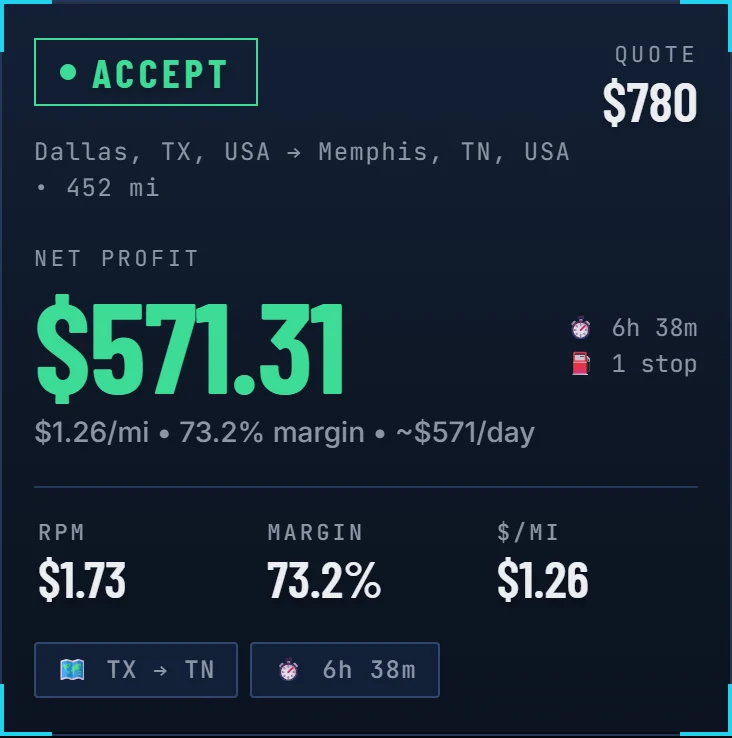 ACCEPT
QUOTE
$780
Dallas, TX, USA → Memphis, TN, USA
• 452 mi
NET PROFIT
$571.31
6h 38m
1 stop
$1.26/mi • 73.2% margin • ~$571/day
RPM MARGIN $/MI
$1.73 73.2% $1.26
TX → TN 6h 38m